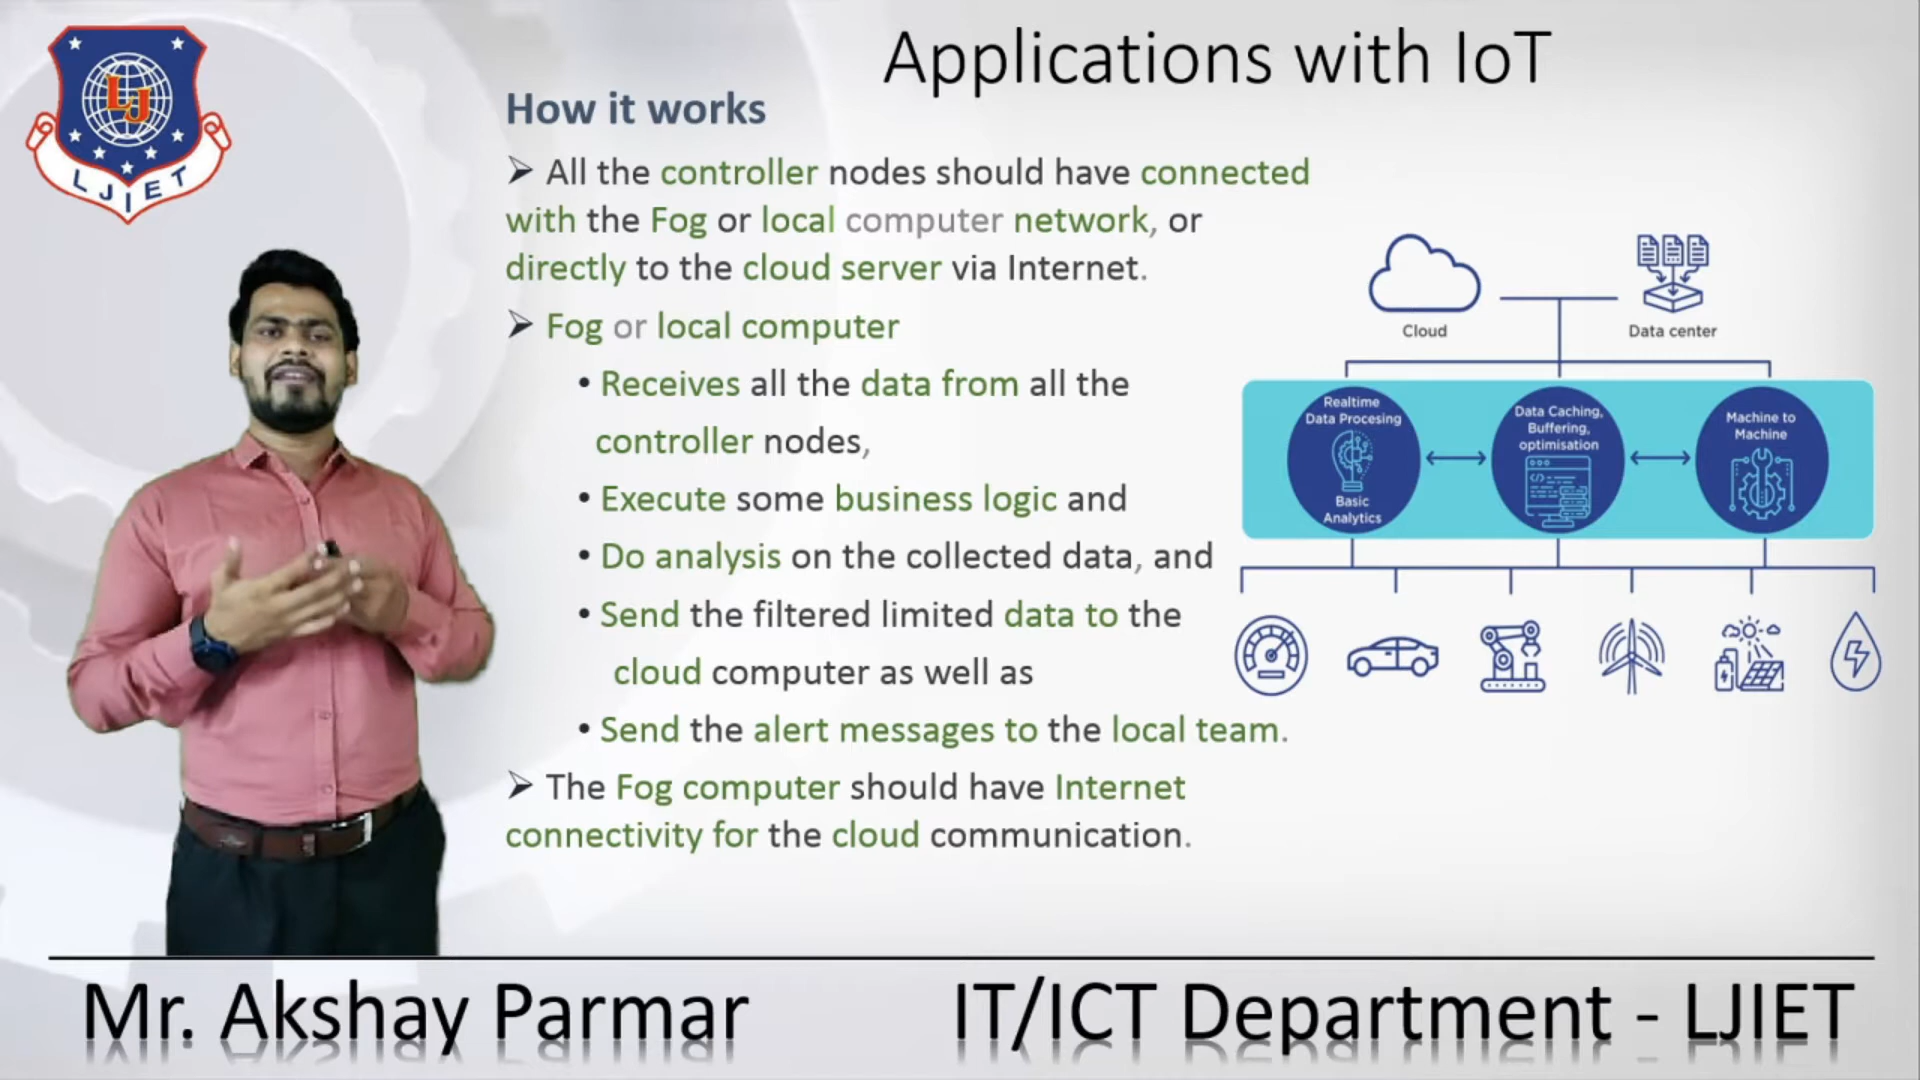 Applications with IoT
LJ
LJIET
How it works
➤ All the controller nodes should have connected
with the Fog or local computer network, or
directly to the cloud server via Internet.
➤ Fog or local computer
• Receives all the data from all the
controller nodes,
• Execute some business logic and
• Do analysis on the collected data, and
• Send the filtered limited data to the
cloud computer as well as
• Send the alert messages to the local team.
➤ The Fog computer should have Internet
connectivity for the cloud communication.
Cloud
Data center
Realtime
Data Procesing
Basic
Analytics
Data Caching,
Buffering,
optimisation
Machine to
Machine
Mr. Akshay Parmar
IT/ICT Department - LJIET